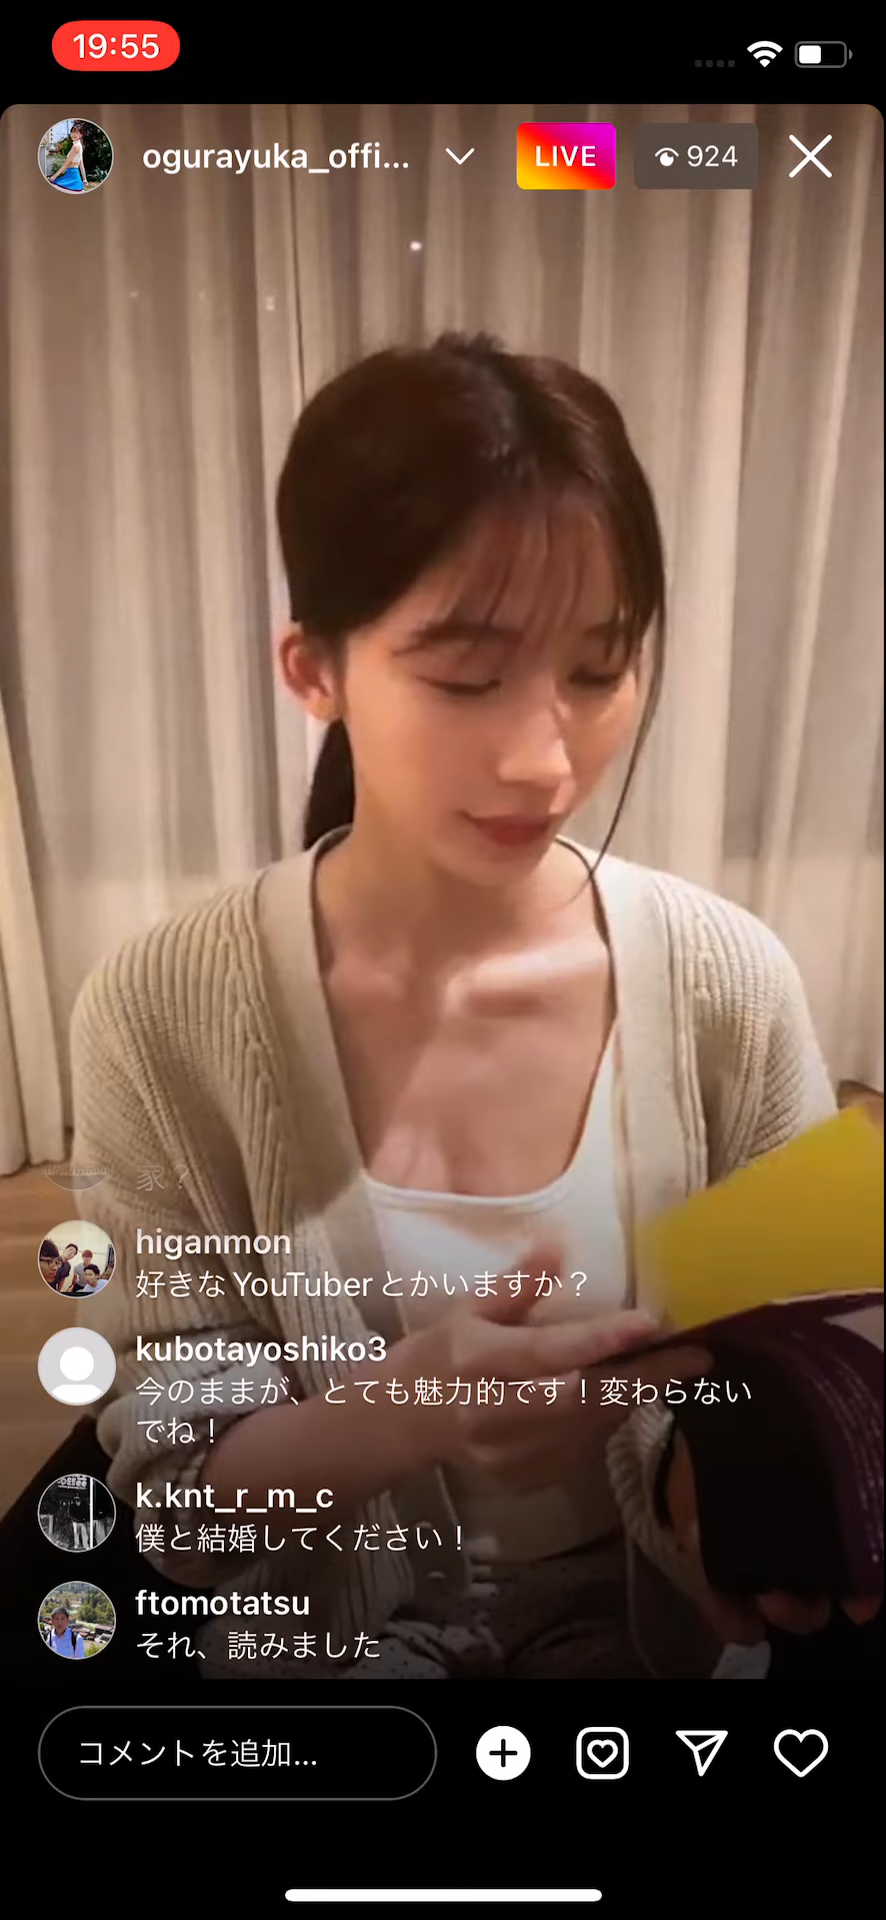 19:55
ogurayuka_offi...
LIVE
924
家？
higanmon
好きなYouTuberとかいますか？
kubotayoshiko3
今のままが、とても魅力的です！変わらない
でね！
k.knt_r_m_c
僕と結婚してください！
ftomotatsu
それ、読みました
コメントを追加...